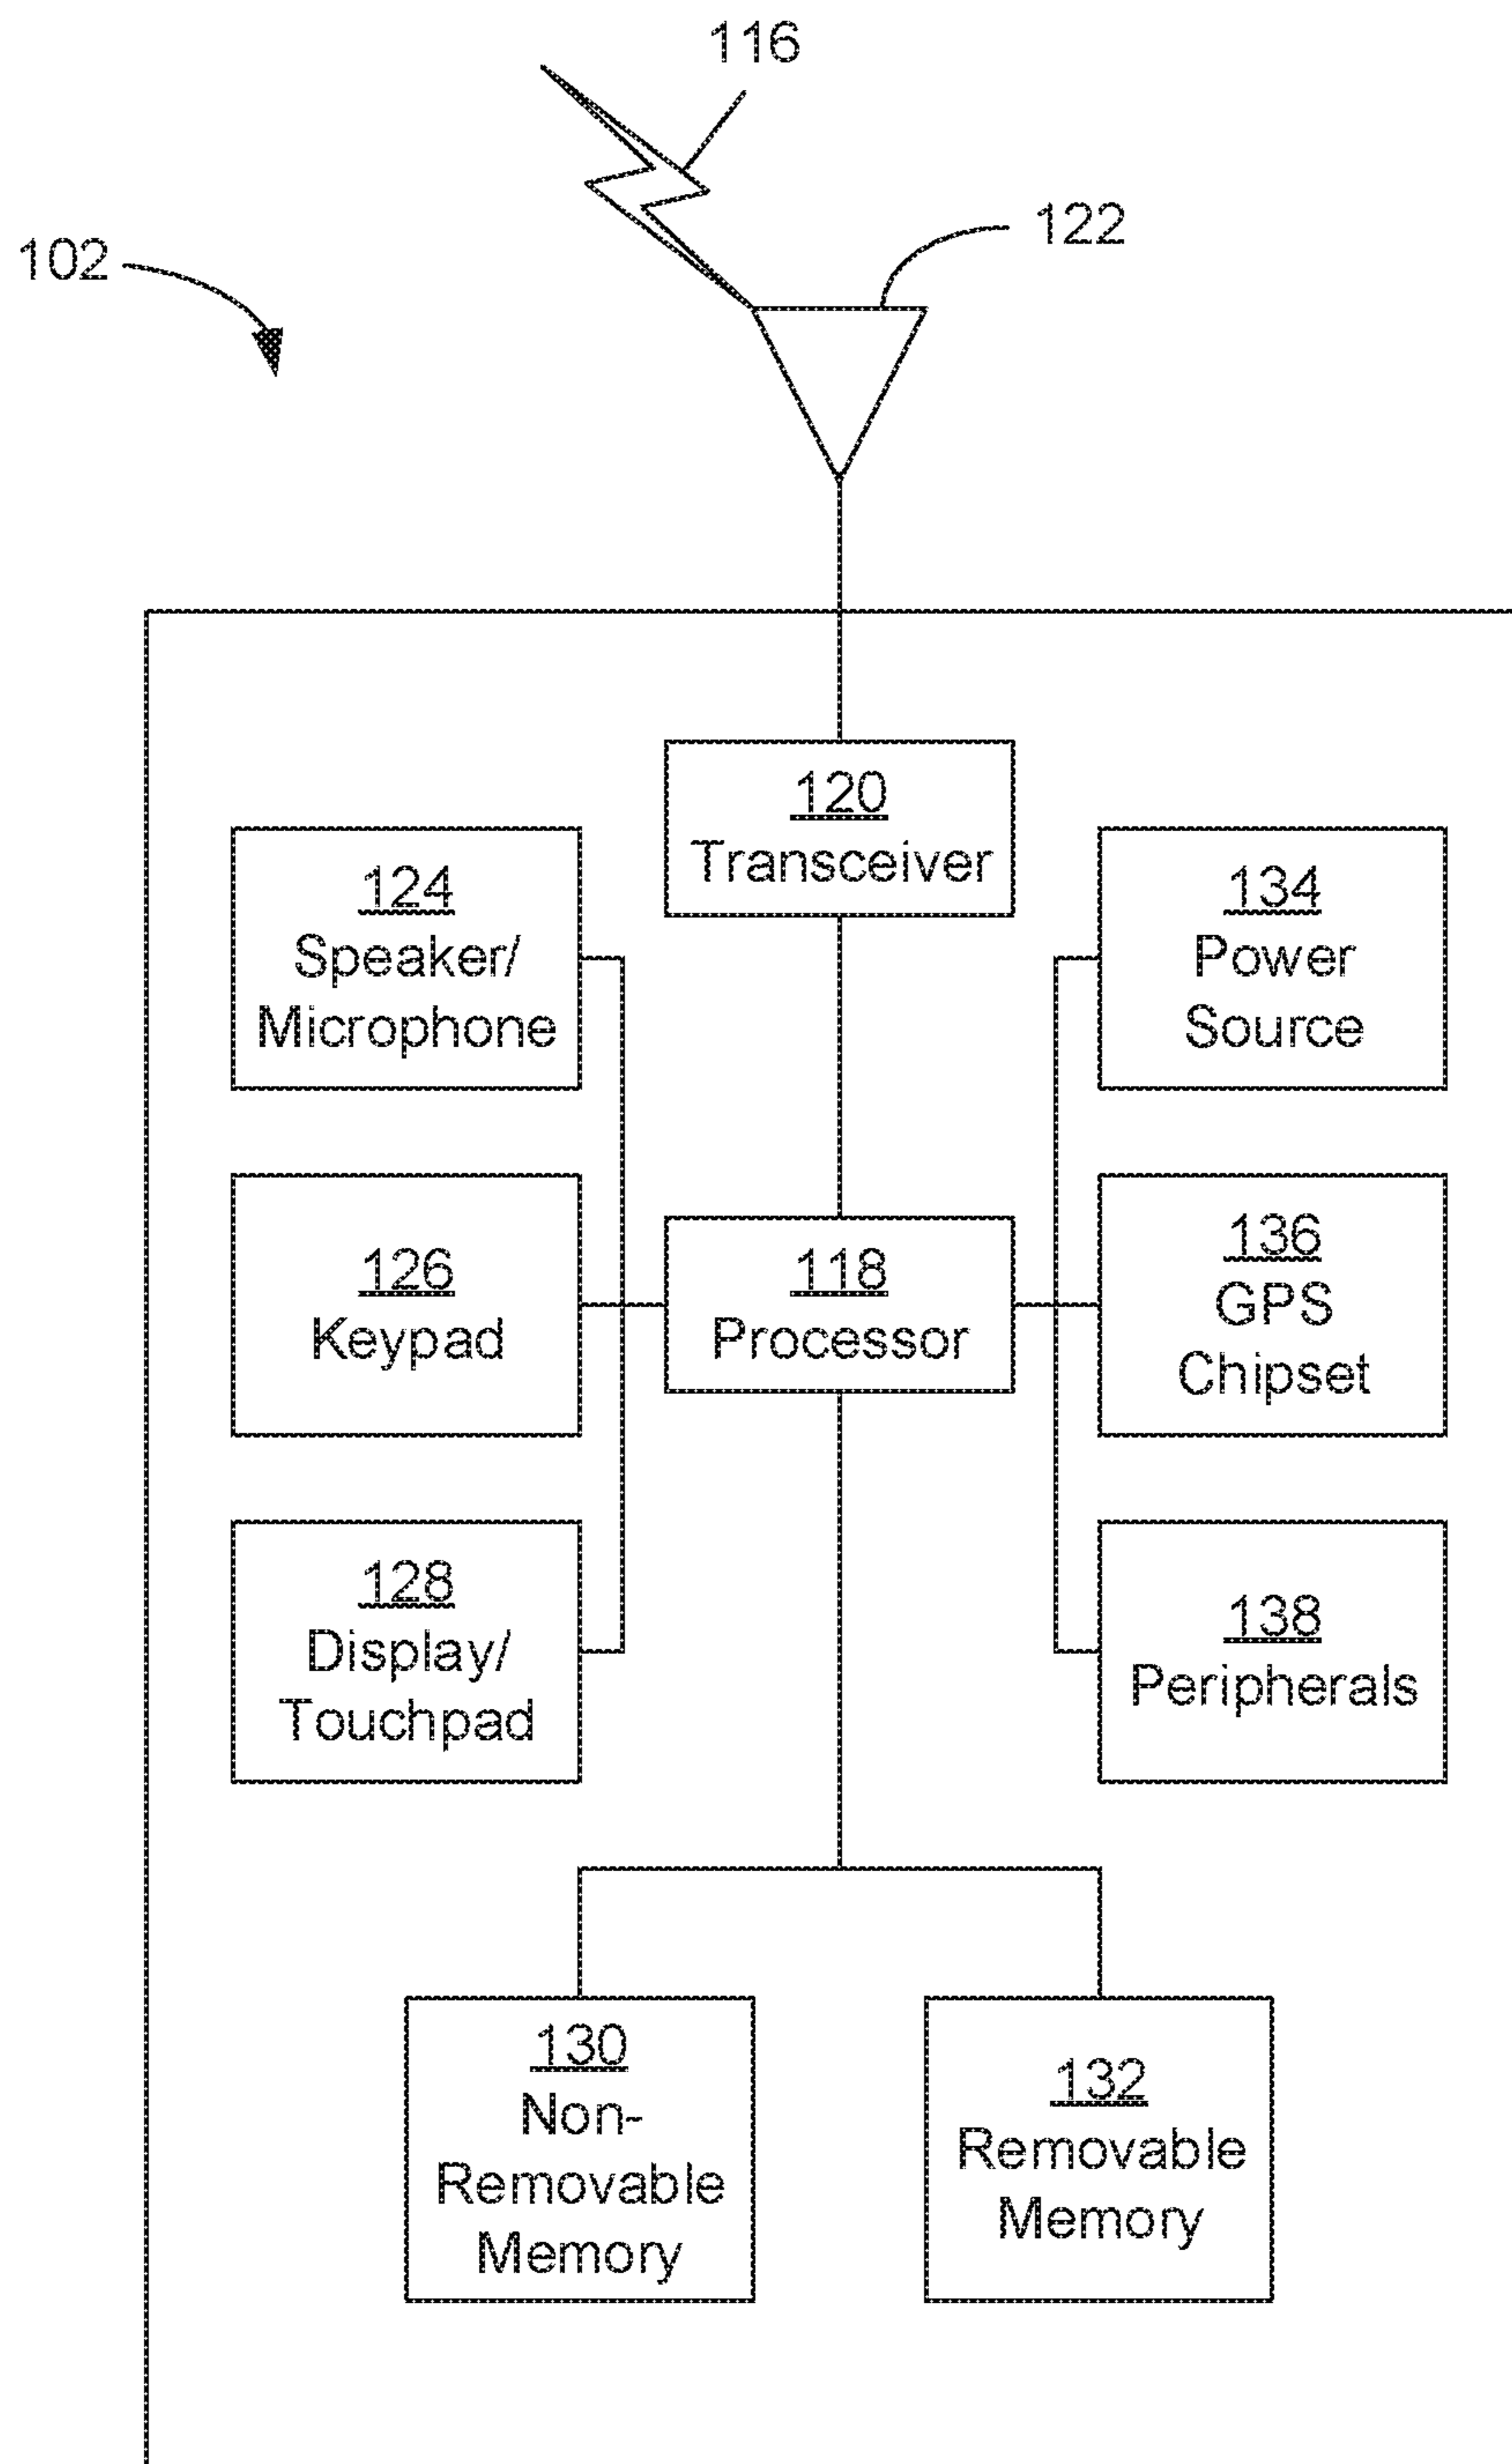 116
122
102
120
Transceiver
124
Speaker/
Microphone
134
Power
Source
126
Keypad
118
Processor
136
GPS
Chipset
128
Display/
Touchpad
138
Peripherals
130
Non-
Removable
Memory
132
Removable
Memory